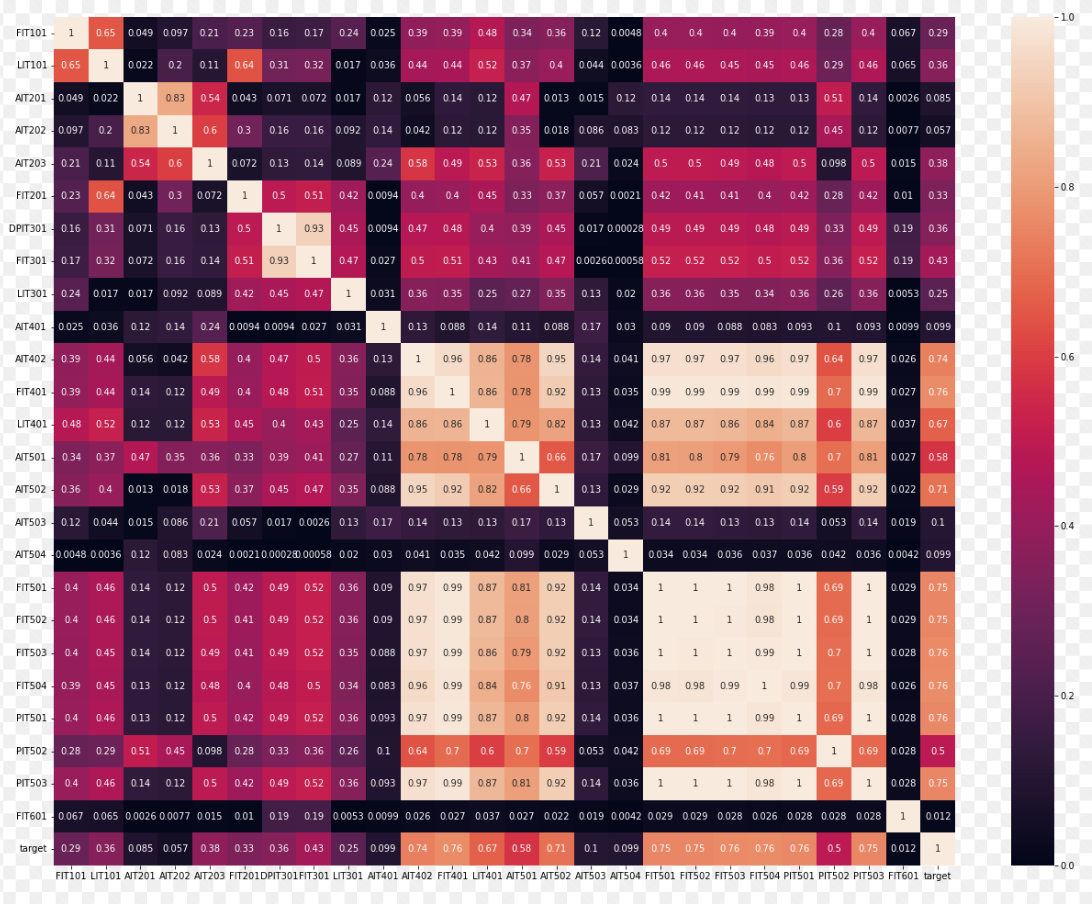 1.0
FIT101 1 0.65 0.049 0.097 0.21 0.23 0.16 0.17 0.24 0.025 0.39 0.39 0.48 0.34 0.36 0.12 0.0048 0.4 0.4 0.4 0.39 0.4 0.28 0.4 0.067 0.29
LIT101 0.65 1 0.022 0.2 0.11 0.64 0.31 0.32 0.017 0.036 0.44 0.44 0.52 0.37 0.4 0.044 0.0036 0.46 0.46 0.45 0.45 0.46 0.29 0.46 0.065 0.36
AIT201 0.049 0.022 1 0.83 0.54 0.043 0.071 0.072 0.017 0.12 0.056 0.14 0.12 0.47 0.013 0.015 0.12 0.14 0.14 0.14 0.13 0.13 0.51 0.14 0.0026 0.085
AIT202 0.097 0.2 0.83 1 0.6 0.3 0.16 0.16 0.092 0.14 0.042 0.12 0.12 0.35 0.018 0.086 0.083 0.12 0.12 0.12 0.12 0.12 0.45 0.12 0.0077 0.057
AIT203 0.21 0.11 0.54 0.6 1 0.072 0.13 0.14 0.089 0.24 0.58 0.49 0.53 0.36 0.53 0.21 0.024 0.5 0.5 0.49 0.48 0.5 0.098 0.5 0.015 0.38
0.8
FIT201 0.23 0.64 0.043 0.3 0.072 1 0.5 0.51 0.42 0.0094 0.4 0.4 0.45 0.33 0.37 0.057 0.0021 0.42 0.41 0.41 0.4 0.42 0.28 0.42 0.01 0.33
DPIT301 0.16 0.31 0.071 0.16 0.13 0.5 1 0.93 0.45 0.0094 0.47 0.48 0.4 0.39 0.45 0.017 0.00028 0.49 0.49 0.49 0.48 0.49 0.33 0.49 0.19 0.36
FIT301 0.17 0.32 0.072 0.16 0.14 0.51 0.93 1 0.47 0.027 0.5 0.51 0.43 0.41 0.47 0.0026 0.00058 0.52 0.52 0.52 0.5 0.52 0.36 0.52 0.19 0.43
LIT301 0.24 0.017 0.017 0.092 0.089 0.42 0.45 0.47 1 0.031 0.36 0.35 0.25 0.27 0.35 0.13 0.02 0.36 0.36 0.35 0.34 0.36 0.26 0.36 0.0053 0.25
AIT401 0.025 0.036 0.12 0.14 0.24 0.0094 0.0094 0.027 0.031 1 0.13 0.088 0.14 0.11 0.088 0.17 0.03 0.09 0.09 0.088 0.083 0.093 0.1 0.093 0.0099 0.099
0.6
AIT402 0.39 0.44 0.056 0.042 0.58 0.4 0.47 0.5 0.36 0.13 1 0.96 0.86 0.78 0.95 0.14 0.041 0.97 0.97 0.97 0.96 0.97 0.64 0.97 0.026 0.74
FIT401 0.39 0.44 0.14 0.12 0.49 0.4 0.48 0.51 0.35 0.088 0.96 1 0.86 0.78 0.92 0.13 0.035 0.99 0.99 0.99 0.99 0.99 0.7 0.99 0.027 0.76
LIT401 0.48 0.52 0.12 0.12 0.53 0.45 0.4 0.43 0.25 0.14 0.86 0.86 1 0.79 0.82 0.13 0.042 0.87 0.87 0.86 0.84 0.87 0.6 0.87 0.037 0.67
AIT501 0.34 0.37 0.47 0.35 0.36 0.33 0.39 0.41 0.27 0.11 0.78 0.78 0.79 1 0.66 0.17 0.099 0.81 0.8 0.79 0.76 0.8 0.7 0.81 0.027 0.58
AIT502 0.36 0.4 0.013 0.018 0.53 0.37 0.45 0.47 0.35 0.088 0.95 0.92 0.82 0.66 1 0.13 0.029 0.92 0.92 0.92 0.91 0.92 0.59 0.92 0.022 0.71
AIT503 0.12 0.044 0.015 0.086 0.21 0.057 0.017 0.0026 0.13 0.17 0.14 0.13 0.13 0.17 0.13 1 0.053 0.14 0.14 0.13 0.13 0.14 0.053 0.14 0.019 0.1
0.4
AIT504 0.0048 0.0036 0.12 0.083 0.024 0.0021 0.00028 0.00058 0.02 0.03 0.041 0.035 0.042 0.099 0.029 0.053 1 0.034 0.034 0.036 0.037 0.036 0.042 0.036 0.0042 0.099
FIT501 0.4 0.46 0.14 0.12 0.5 0.42 0.49 0.52 0.36 0.09 0.97 0.99 0.87 0.81 0.92 0.14 0.034 1 1 1 0.98 1 0.69 1 0.029 0.75
FIT502 0.4 0.46 0.14 0.12 0.5 0.41 0.49 0.52 0.36 0.09 0.97 0.99 0.87 0.8 0.92 0.14 0.034 1 1 1 0.98 1 0.69 1 0.029 0.75
FIT503 0.4 0.45 0.14 0.12 0.49 0.41 0.49 0.52 0.35 0.088 0.97 0.99 0.86 0.79 0.92 0.13 0.036 1 1 1 0.99 1 0.7 1 0.028 0.76
FIT504 0.39 0.45 0.13 0.12 0.48 0.4 0.48 0.5 0.34 0.083 0.96 0.99 0.84 0.76 0.91 0.13 0.037 0.98 0.98 0.99 1 0.99 0.7 0.98 0.026 0.76
0.2
PIT501 0.4 0.46 0.13 0.12 0.5 0.42 0.49 0.52 0.36 0.093 0.97 0.99 0.87 0.8 0.92 0.14 0.036 1 1 1 0.99 1 0.69 1 0.028 0.76
PIT502 0.28 0.29 0.51 0.45 0.098 0.28 0.33 0.36 0.26 0.1 0.64 0.7 0.6 0.7 0.59 0.053 0.042 0.69 0.69 0.7 0.7 0.69 1 0.69 0.028 0.5
PIT503 0.4 0.46 0.14 0.12 0.5 0.42 0.49 0.52 0.36 0.093 0.97 0.99 0.87 0.81 0.92 0.14 0.036 1 1 1 0.98 1 0.69 1 0.028 0.75
FIT601 0.067 0.065 0.0026 0.0077 0.015 0.01 0.19 0.19 0.0053 0.0099 0.026 0.027 0.037 0.027 0.022 0.019 0.0042 0.029 0.029 0.028 0.026 0.028 0.028 0.028 1 0.012
target 0.29 0.36 0.085 0.057 0.38 0.33 0.36 0.43 0.25 0.099 0.74 0.76 0.67 0.58 0.71 0.1 0.099 0.75 0.75 0.76 0.76 0.76 0.5 0.75 0.012 1
0.0
FIT101 LIT101 AIT201 AIT202 AIT203 FIT201 DPIT301 FIT301 LIT301 AIT401 AIT402 FIT401 LIT401 AIT501 AIT502 AIT503 AIT504 FIT501 FIT502 FIT503 FIT504 PIT501 PIT502 PIT503 FIT601 target